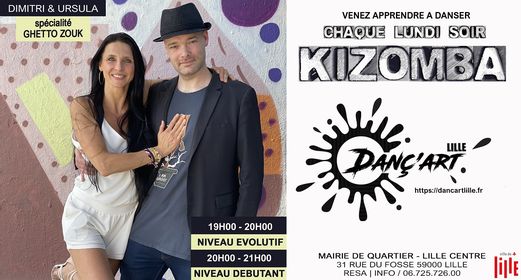 DIMITRI & URSULA
spécialité
GHETTO ZOUK
19H00 - 20H00
NIVEAU EVOLUTIF
20H00 - 21H00
NIVEAU DEBUTANT
VENEZ APPRENDRE A DANSER
CHAQUE LUNDI SOIR
KIZOMBA
LILLE
DANÇ'ART
https://dancartlille.fr
MAIRIE DE QUARTIER - LILLE CENTRE
31 RUE DU FOSSE 59000 LILLE
RESA | INFO / 06.725.726.00
lille